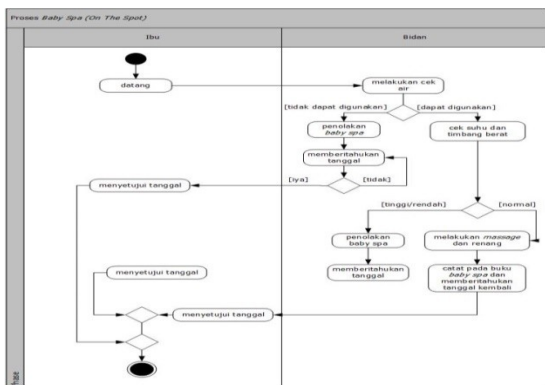 Proses Baby Spa (On The Spot)
Ibu
Bidan
datang
melakukan cek
air
[tidak dapat digunakan]
[dapat digunakan]
penolakan
baby spa
cek suhu dan
timbang berat
memberitahukan
tanggal
[iya]
[tidak]
menyetujui tanggal
[tinggi/rendah]
[normal]
penolakan
baby spa
melakukan massage
dan renang
menyetujui tanggal
memberitahukan
tanggal
catat pada buku
baby spa dan
memberitahukan
tanggal kembali
menyetujui tanggal
Phase